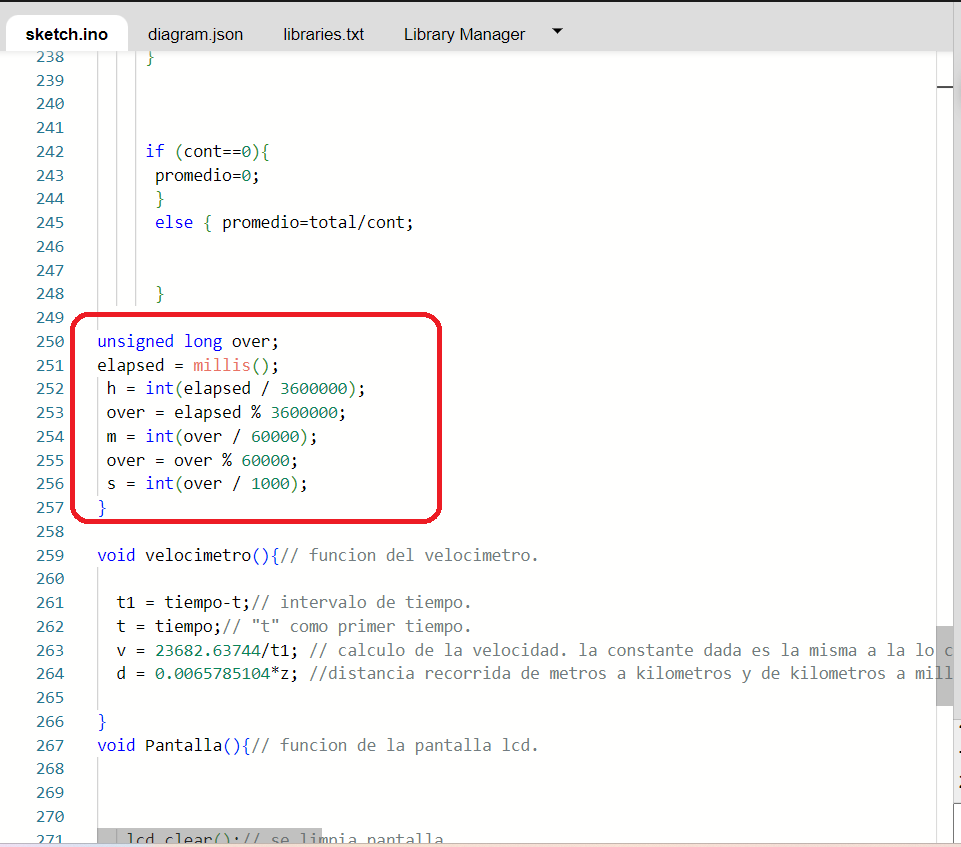 sketch.ino diagram.json libraries.txt Library Manager
238 }
239
240
241
242 if (cont==0){
243 promedio=0;
244 }
245 else { promedio=total/cont;
246
247
248 }
249
250 unsigned long over;
251 elapsed = millis();
252 h = int(elapsed / 3600000);
253 over = elapsed % 3600000;
254 m = int(over / 60000);
255 over = over % 60000;
256 s = int(over / 1000);
257 }
258
259 void velocimetro(){// funcion del velocimetro.
260
261 t1 = tiempo-t;// intervalo de tiempo.
262 t = tiempo;// "t" como primer tiempo.
263 v = 23682.63744/t1; // calculo de la velocidad. la constante dada es la misma a la lo c
264 d = 0.0065785104*z; //distancia recorrida de metros a kilometros y de kilometros a mill
265
266 }
267 void Pantalla(){// funcion de la pantalla lcd.
268
269
270
271 lcd.clear();// se limpia pantalla